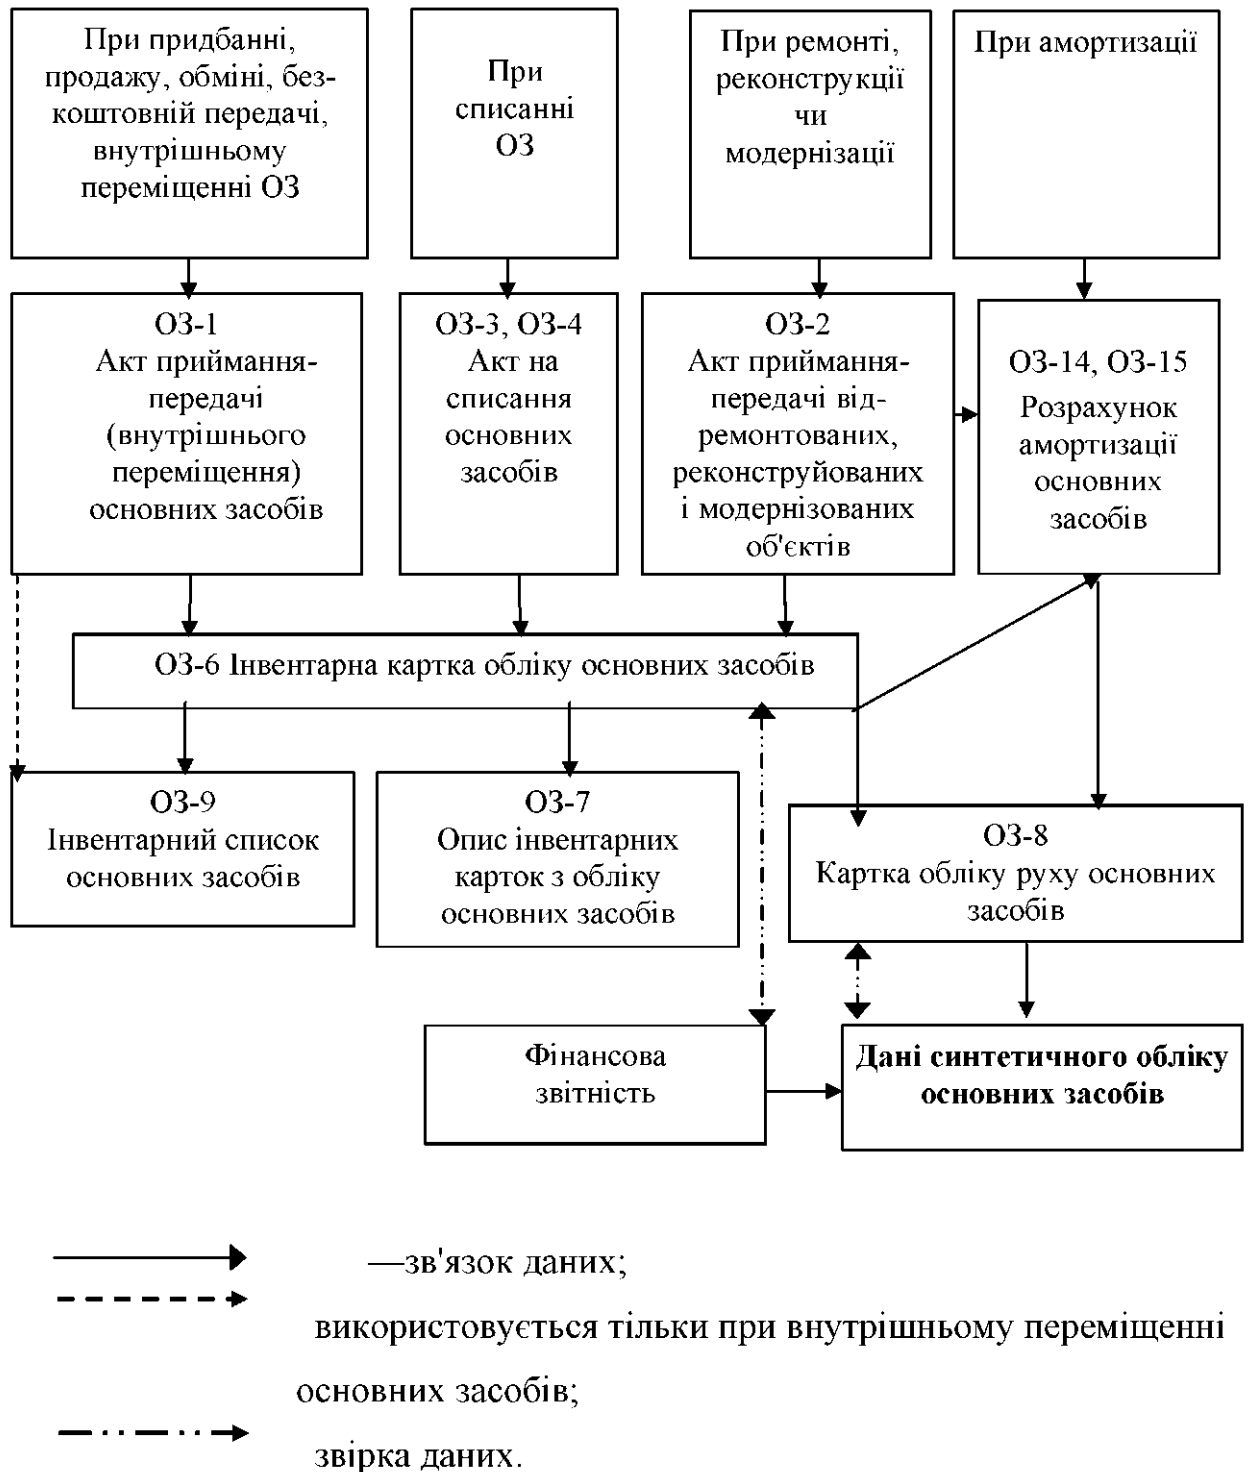 При придбанні,
продажу, обміні, без-
коштовній передачі,
внутрішньому
переміщенні ОЗ
При
списанні
ОЗ
При ремонті,
реконструкції
чи
модернізації
При амортизації
ОЗ-1
Акт приймання-
передачі
(внутрішнього
переміщення)
основних засобів
ОЗ-3, ОЗ-4
Акт на
списання
основних
засобів
ОЗ-2
Акт приймання-
передачі від-
ремонтованих,
реконструйованих
і модернізованих
об'єктів
ОЗ-14, ОЗ-15
Розрахунок
амортизації
основних
засобів
ОЗ-6 Інвентарна картка обліку основних засобів
ОЗ-9
Інвентарний список
основних засобів
ОЗ-7
Опис інвентарних
карток з обліку
основних засобів
ОЗ-8
Картка обліку руху основних
засобів
Фінансова
звітність
Дані синтетичного обліку
основних засобів
—зв'язок даних;
використовується тільки при внутрішньому переміщенні
основних засобів;
звірка даних.